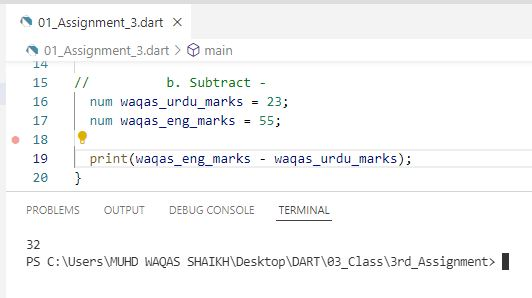 01_Assignment_3.dart ×
01_Assignment_3.dart > main
14
15 // b. Subtract -
16 num waqas_urdu_marks = 23;
17 num waqas_eng_marks = 55;
18
19 print(waqas_eng_marks - waqas_urdu_marks);
20 }
PROBLEMS OUTPUT DEBUG CONSOLE TERMINAL
32
PS C:\Users\MUHD WAQAS SHAIKH\Desktop\DART\03_Class\3rd_Assignment>